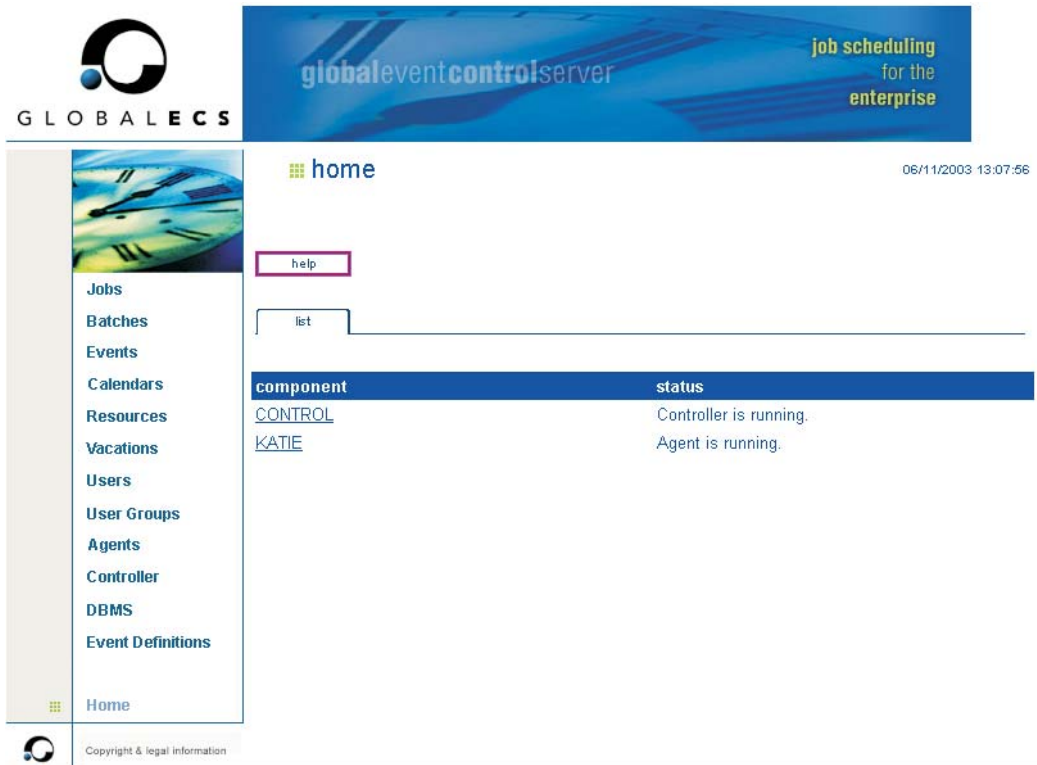 GLOBALECS
globaleventcontrolserver
job scheduling
for the
enterprise
home
06/11/2003 13:07:56
help
list
Jobs
Batches
Events
Calendars
Resources
Vacations
Users
User Groups
Agents
Controller
DBMS
Event Definitions
Home
component status
CONTROL Controller is running.
KATIE Agent is running.
Copyright & legal information